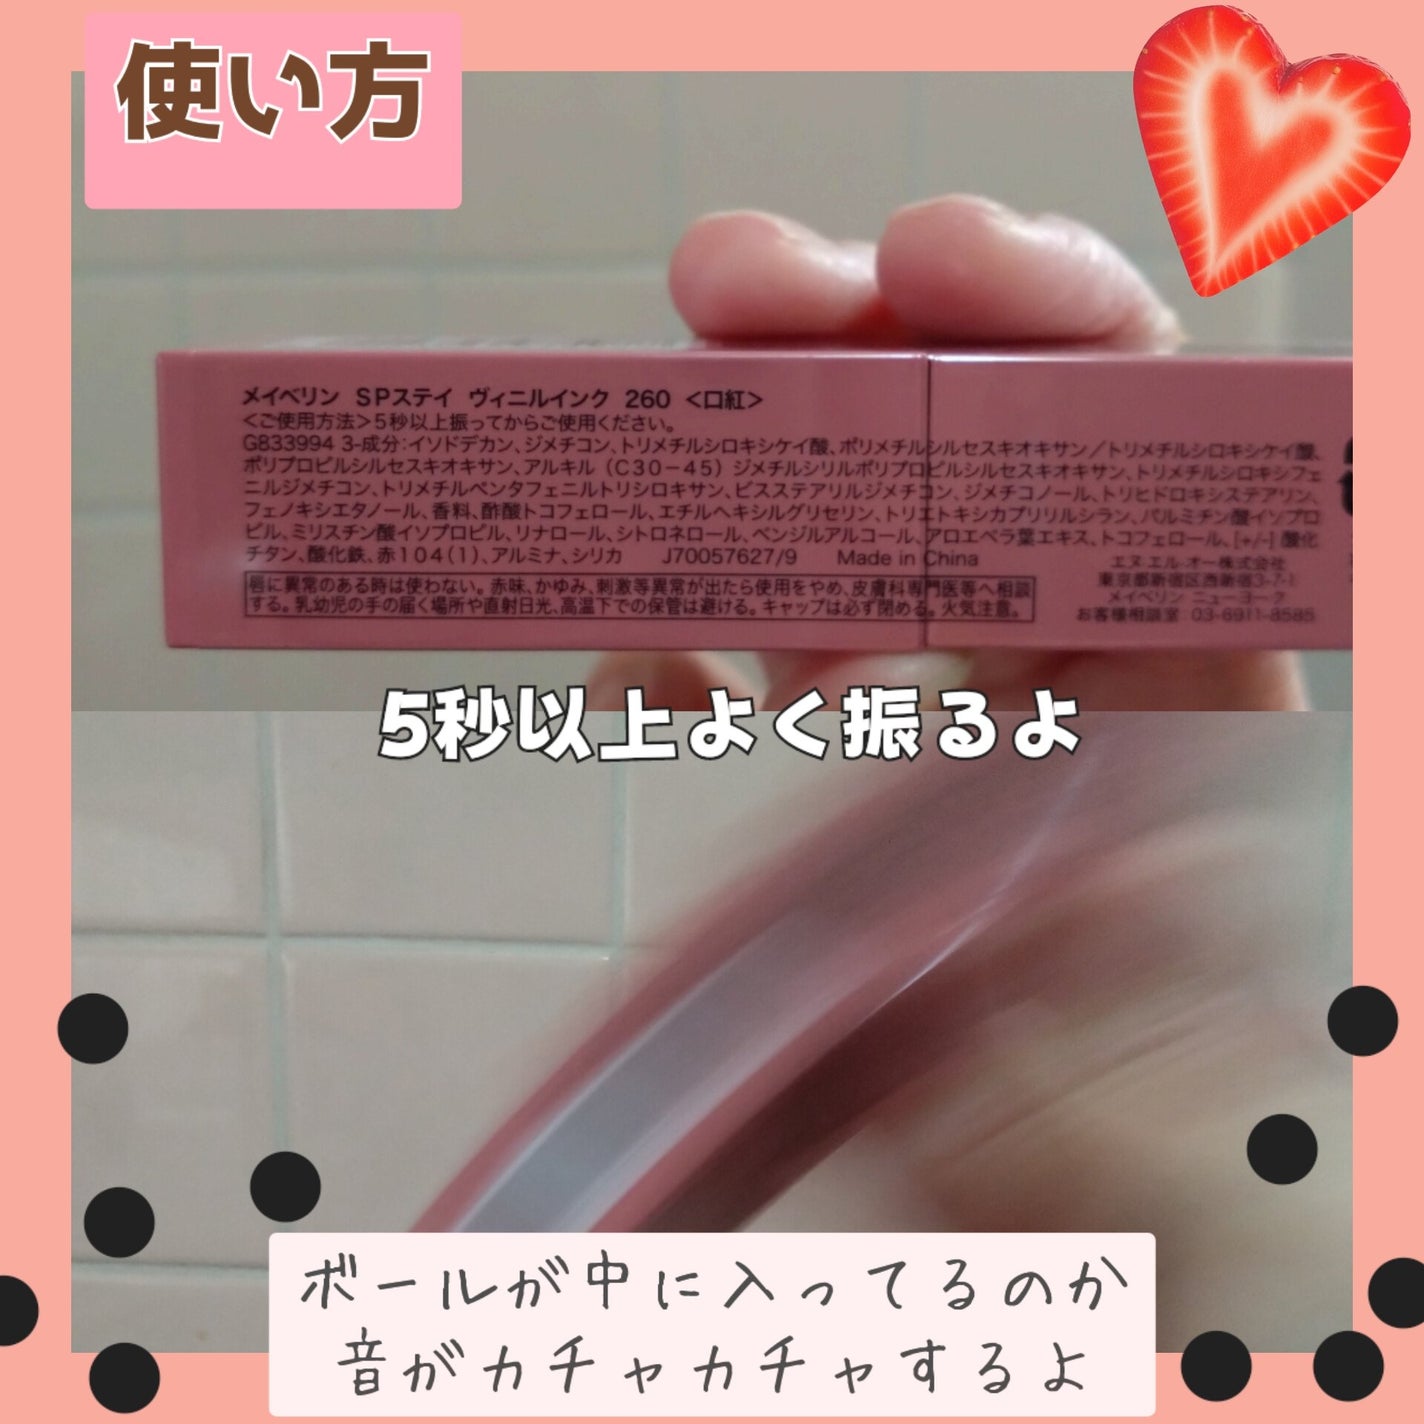 使い方
メイベリン SPステイ ヴィニルインク 260 <口紅>
<ご使用方法>5秒以上振ってからご使用ください。
G833994 3-成分:イソドデカン、ジメチコン、トリメチルシロキシケイ酸、ポリメチルシルセスキオキサン/トリメチルシロキシケイ酸、
ポリプロピルシルセスキオキサン、アルキル(C30-45)ジメチルシリルポリプロピルシルセスキオキサン、トリメチルシロキシフェ
ニルジメチコン、トリメチルペンタフェニルトリシロキサン、ビスステアリルジメチコン、ジメチコノール、トリヒドロキシステアリン、
フェノキシエタノール、香料、酢酸トコフェロール、エチルヘキシルグリセリン、トリエトキシカプリリルシラン、パルミチン酸イソプロ
ピル、ミリスチン酸イソプロピル、リナロール、シトロネロール、ベンジルアルコール、アロエベラ葉エキス、トコフェロール、[+/-] 酸化
チタン、酸化鉄、赤104(1)、アルミナ、シリカ J70057627/9 Made in China
唇に異常のある時は使わない。赤味、かゆみ、刺激等異常が出たら使用をやめ、皮膚科専門医等へ相談
する。乳幼児の手の届く場所や直射日光、高温下での保管は避ける。キャップは必ず閉める。火気注意。
エヌ・エル・オー株式会社
東京都新宿区西新宿3-7-1
メイベリン ニューヨーク
お客様相談室:03-6911-8585
5秒以上よく振るよ
ボールが中に入ってるのか
音がカチャカチャするよ